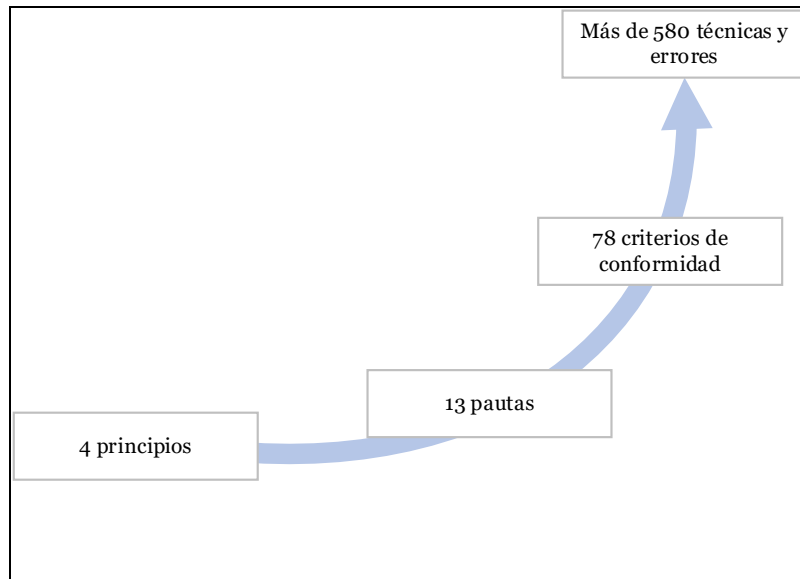 Más de 580 técnicas y
errores
78 criterios de
conformidad
13 pautas
4 principios